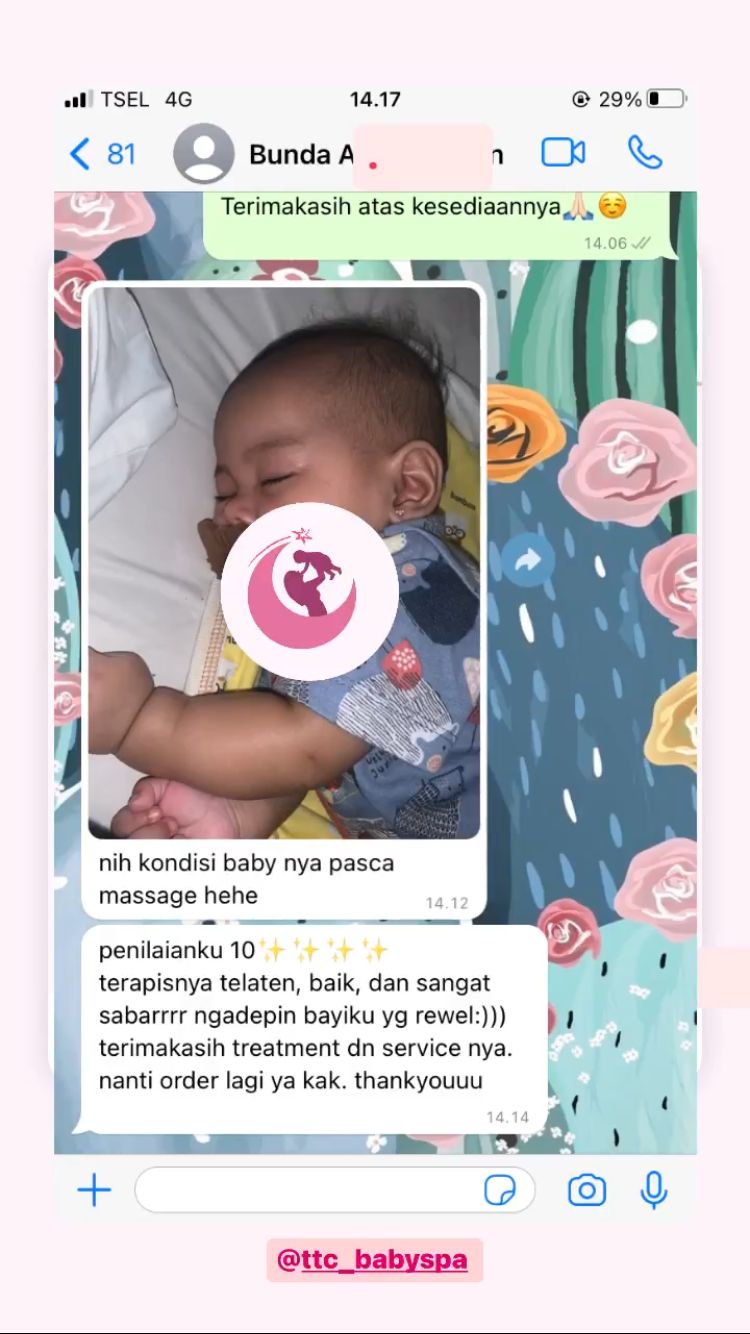 TSEL 4G 14.17 29%
81 Bunda A n
Terimakasih atas kesediaannya🙏🏻☺️
14.06
nih kondisi baby nya pasca
massage hehe
14.12
penilaianku 10✨✨✨✨
terapisnya telaten, baik, dan sangat
sabarrrr ngadepin bayiku yg rewel:)))
terimakasih treatment dn service nya.
nanti order lagi ya kak. thankyouuu
14.14
@ttc_babyspa